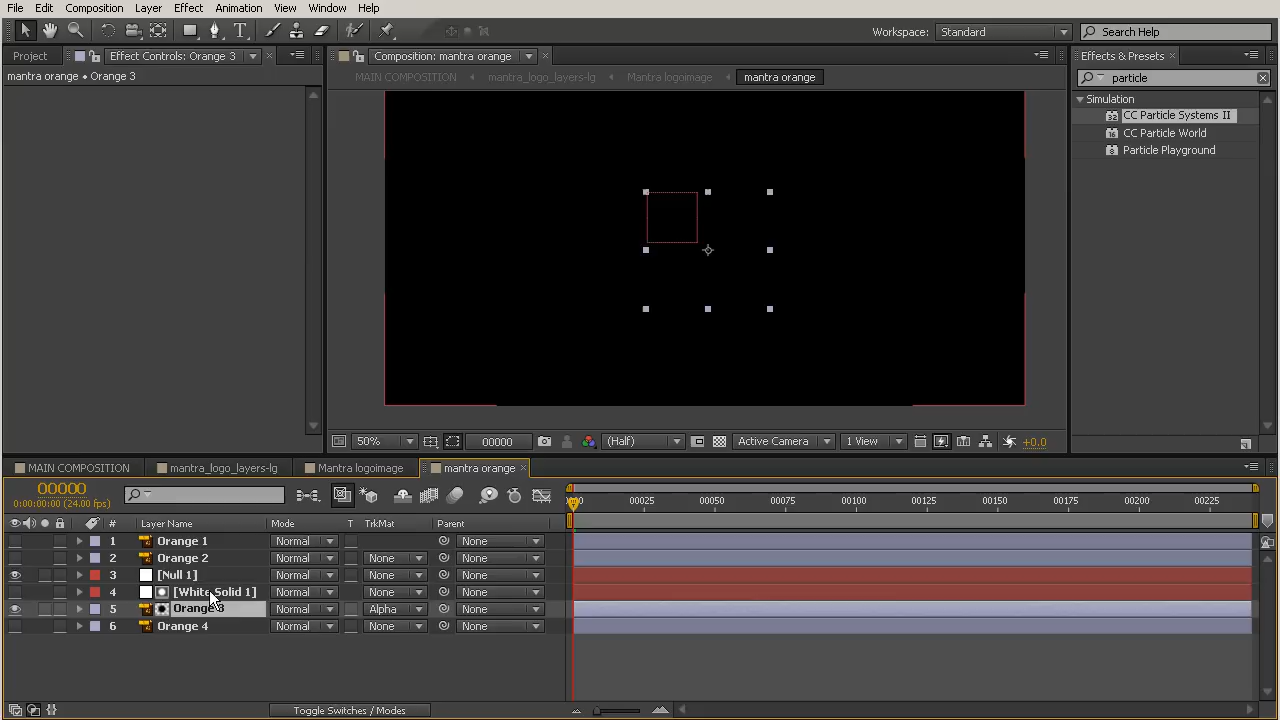 File Edit Composition Layer Effect Animation View Window Help
Workspace: Standard Search Help
Project Effect Controls: Orange 3 Composition: mantra orange Effects & Presets
mantra orange • Orange 3 MAIN COMPOSITION mantra_logo_layers-lg Mantra logoimage mantra orange particle
Simulation
CC Particle Systems II
CC Particle World
Particle Playground
50% 00000 (Half) Active Camera 1 View +0.0
MAIN COMPOSITION mantra_logo_layers-lg Mantra logoimage mantra orange
00000
0:00:00:00 (24.00 fps)
00025 00050 00075 00100 00125 00150 00175 00200 00225
# Layer Name Mode T TrkMat Parent
1 Orange 1 Normal None
2 Orange 2 Normal None None
3 [Null 1] Normal None None
4 [White Solid 1] Normal None None
5 Orange 3 Normal Alpha None
6 Orange 4 Normal None None
Toggle Switches / Modes